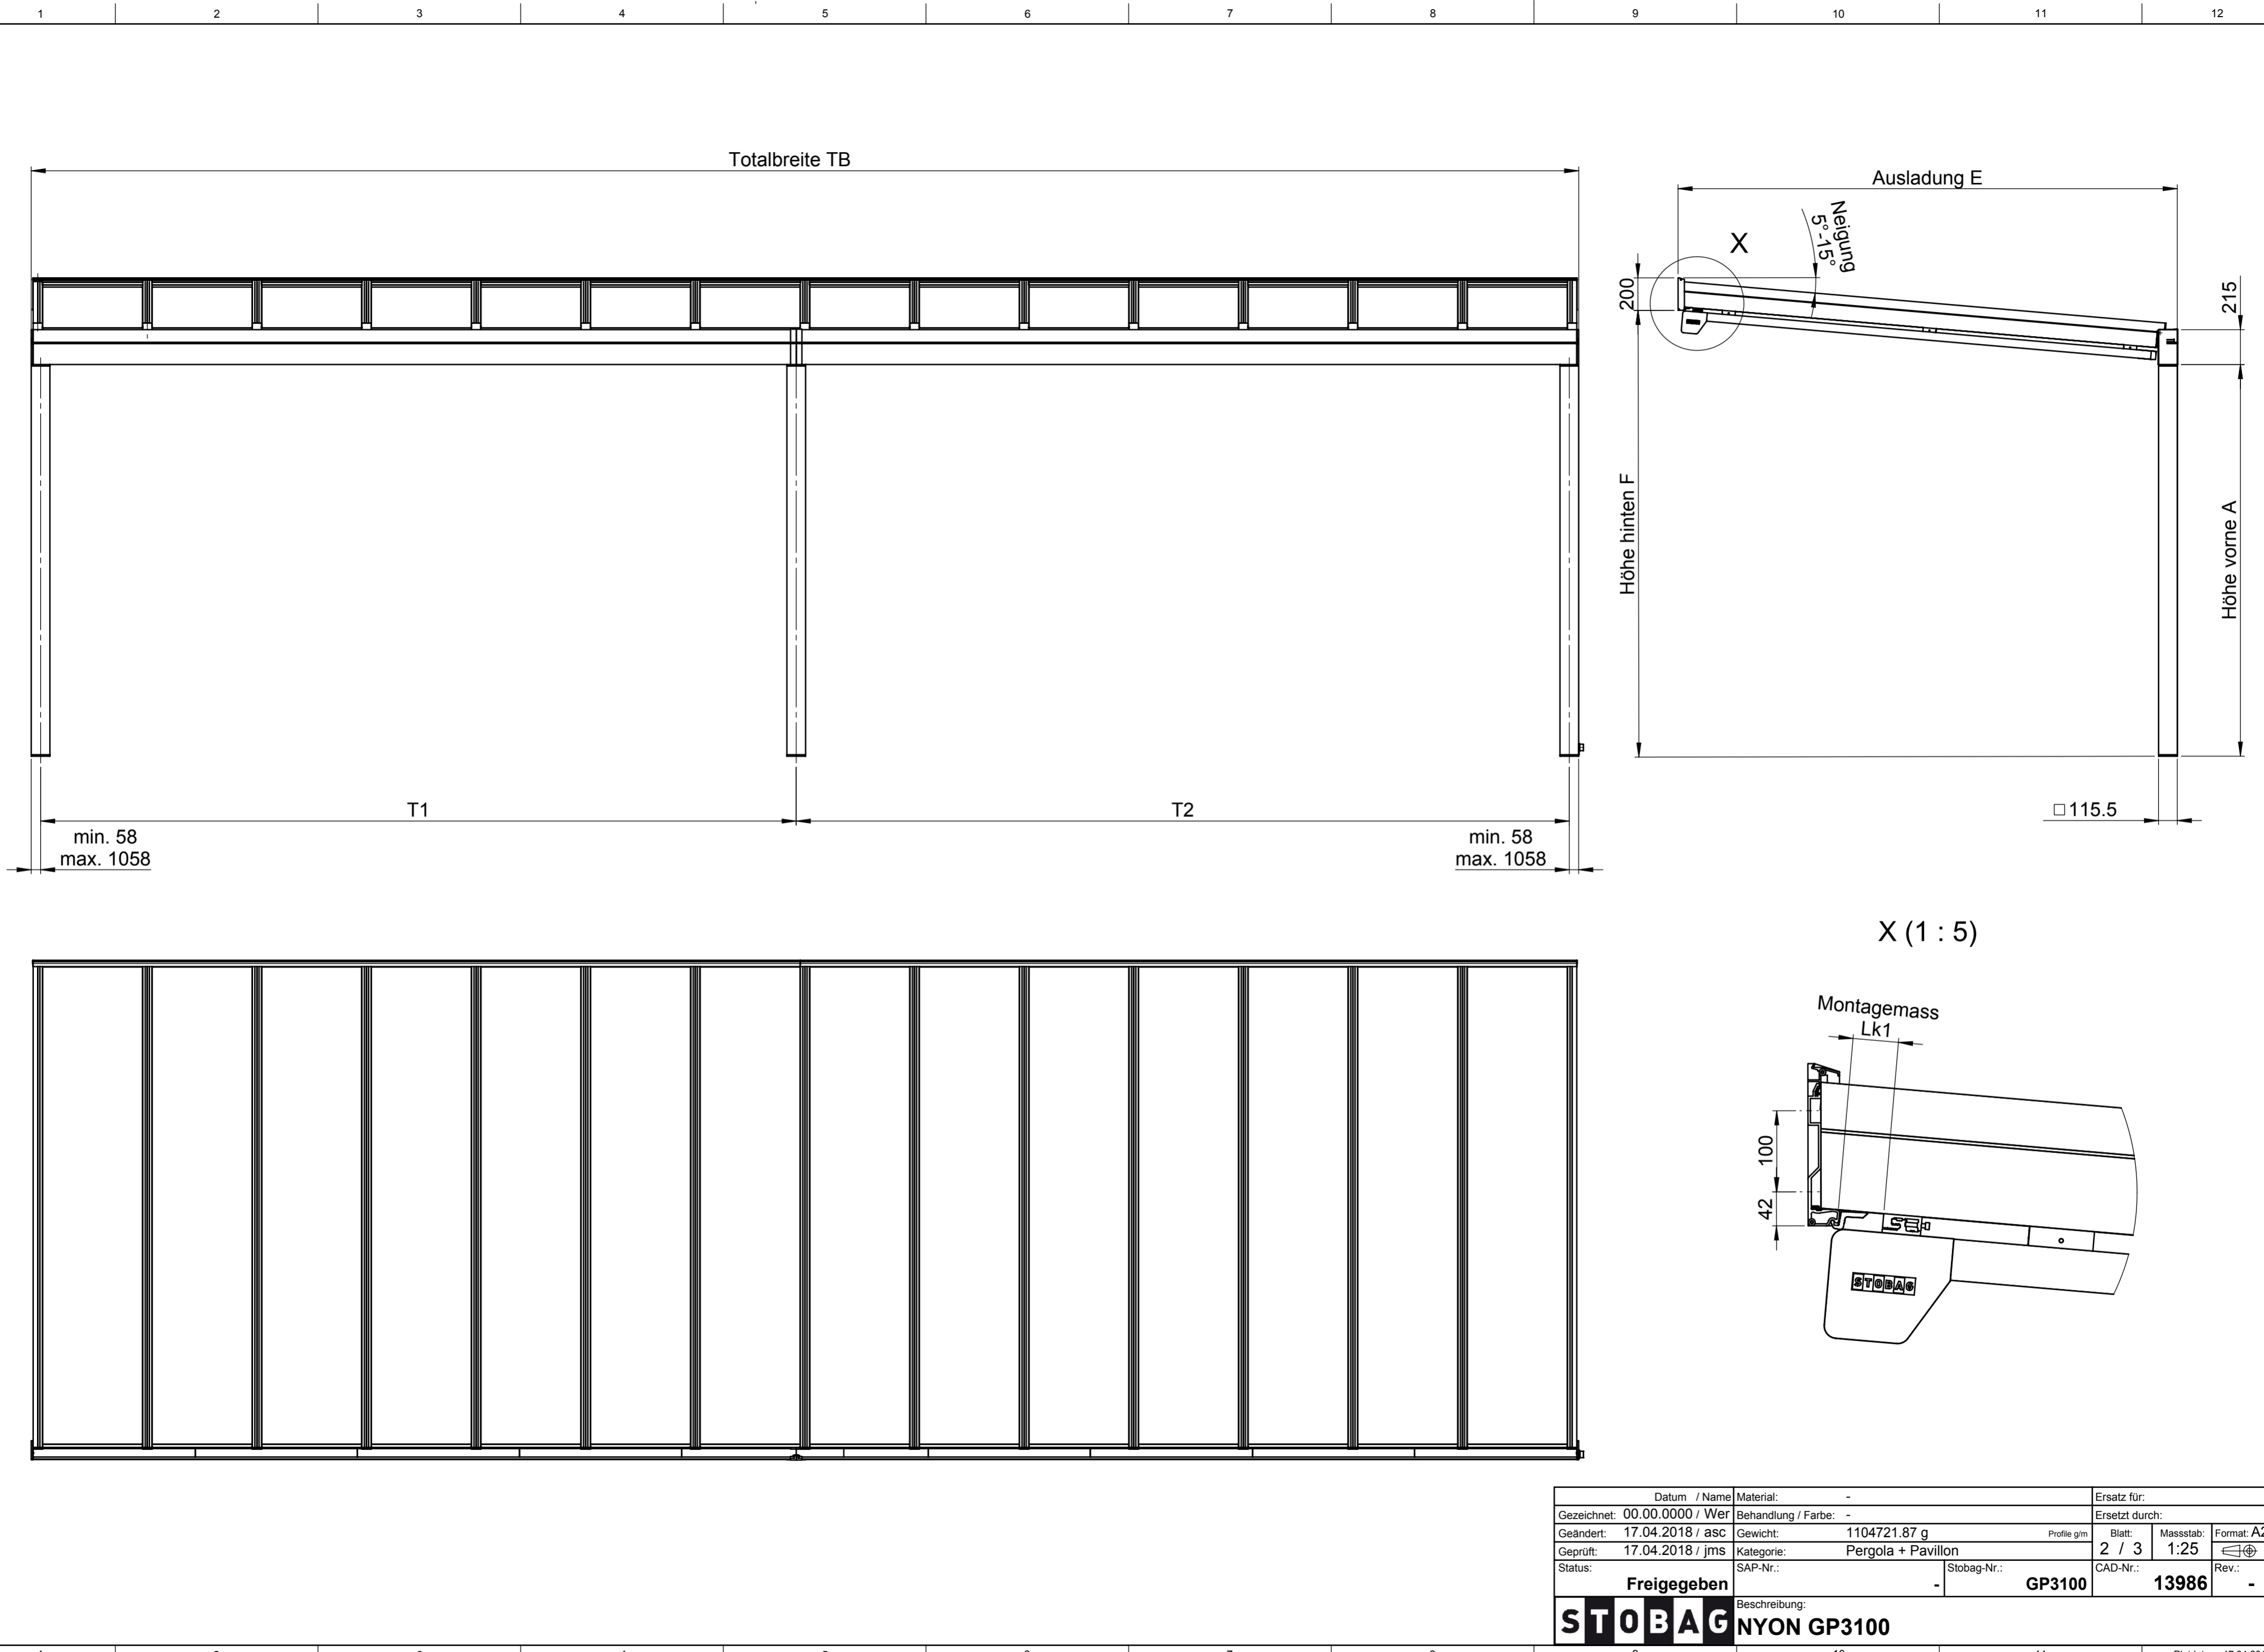 1 2 3 4 5 6 7 8 9 10 11 12
Totalbreite TB
Ausladung E
Neigung
5°-15°
X
200
215
Höhe hinten F
Höhe vorne A
T1
T2
□115.5
min. 58
max. 1058
min. 58
max. 1058
X (1 : 5)
Montagemass
Lk1
100
42
STOBAG
Datum / Name
Material: -
Ersatz für:
Gezeichnet: 00.00.0000 / Wer
Behandlung / Farbe: -
Ersetzt durch:
Geändert: 17.04.2018 / asc
Gewicht: 1104721.87 g
Profile g/m
Blatt:
Massstab:
Format: A2
Geprüft: 17.04.2018 / jms
Kategorie: Pergola + Pavillon
2 / 3
1:25
Status:
SAP-Nr.:
Stobag-Nr.:
CAD-Nr.:
Rev.:
Freigegeben
-
GP3100
13986
-
STOBAG
Beschreibung:
NYON GP3100